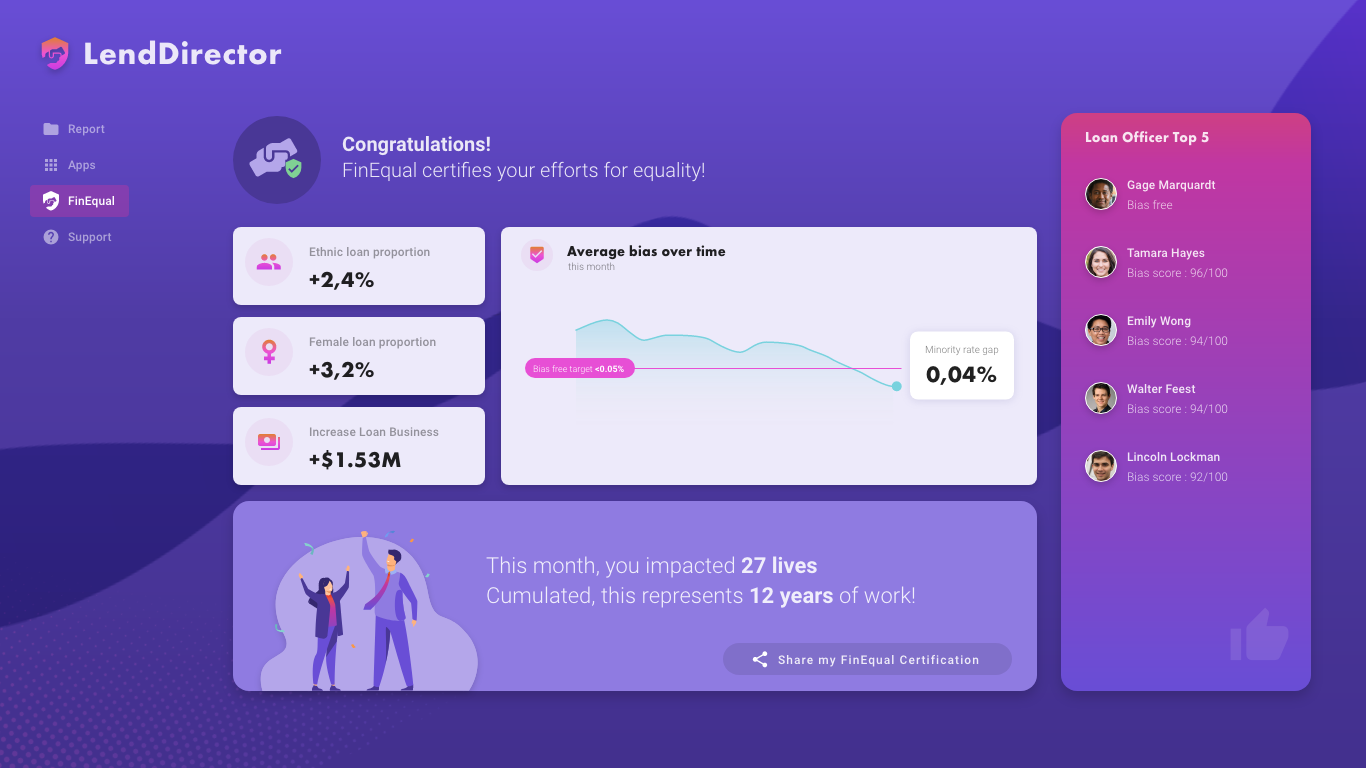 LendDirector
Report
Apps
FinEqual
Support
Congratulations!
FinEqual certifies your efforts for equality!
Ethnic loan proportion
+2,4%
Female loan proportion
+3,2%
Increase Loan Business
+$1.53M
Average bias over time
this month
Bias free target <0.05%
Minority rate gap
0,04%
This month, you impacted 27 lives
Cumulated, this represents 12 years of work!
Share my FinEqual Certification
Loan Officer Top 5
Gage Marquardt
Bias free
Tamara Hayes
Bias score : 96/100
Emily Wong
Bias score : 94/100
Walter Feest
Bias score : 94/100
Lincoln Lockman
Bias score : 92/100